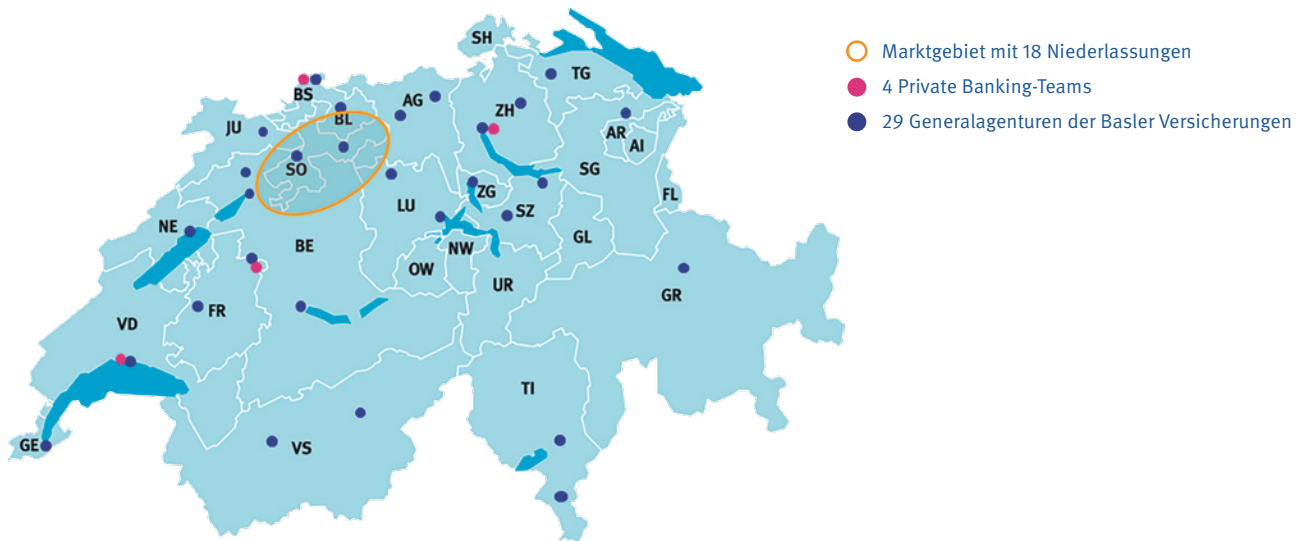 SH
Marktgebiet mit 18 Niederlassungen
TG
4 Private Banking-Teams
BS
AG
ZH
BL
29 Generalagenturen der Basler Versicherungen
JU
AR
AI
SO
SG
ZG
FL
LU
SZ
NE
BE
NW
GL
OW
UR
GR
FR
VD
TI
GE
VS